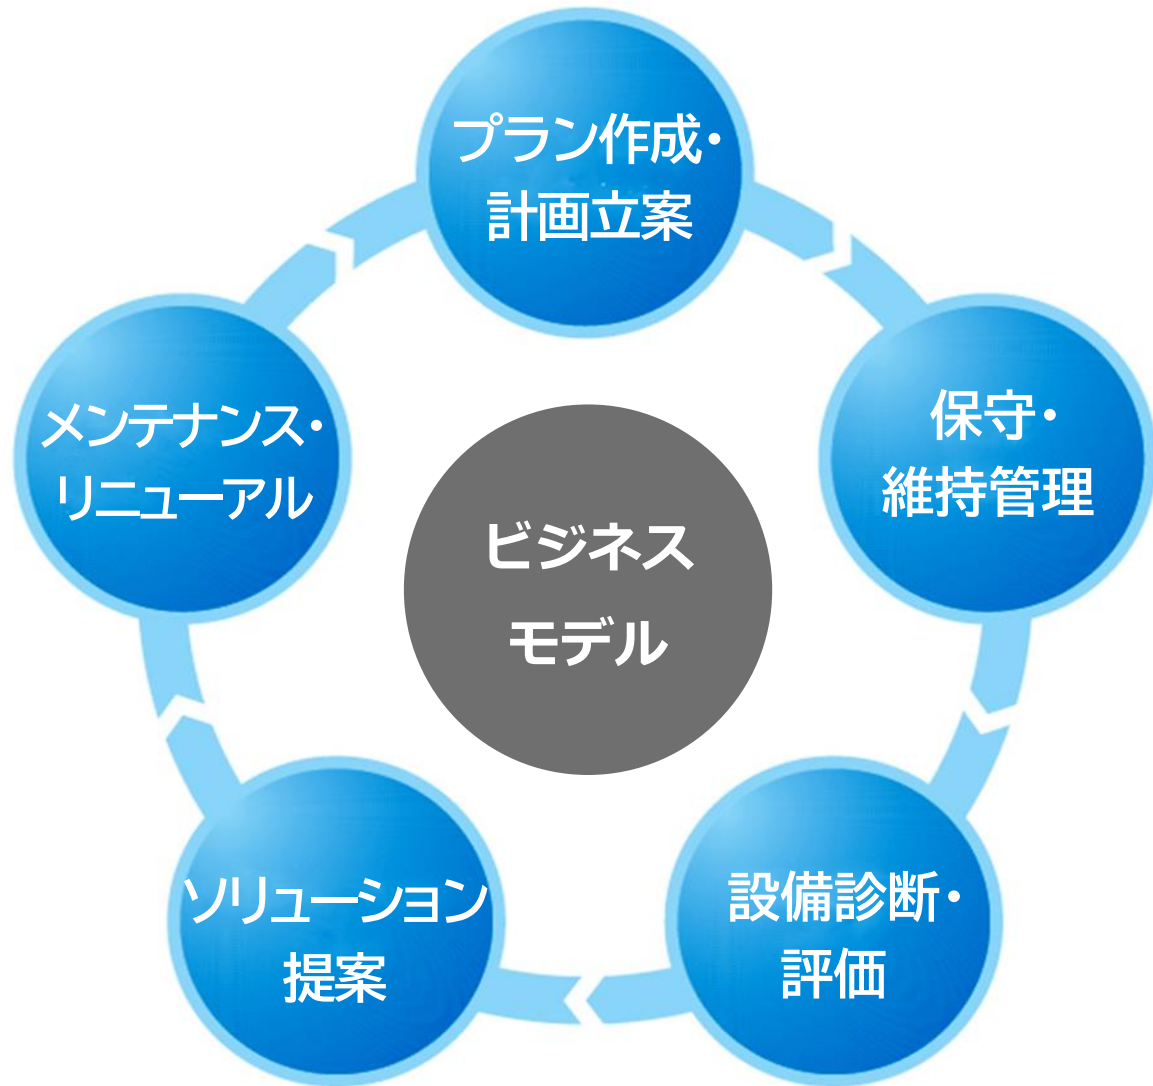 プラン作成・
計画立案
保守・
維持管理
設備診断・
評価
ソリューション
提案
メンテナンス・
リニューアル
ビジネス
モデル